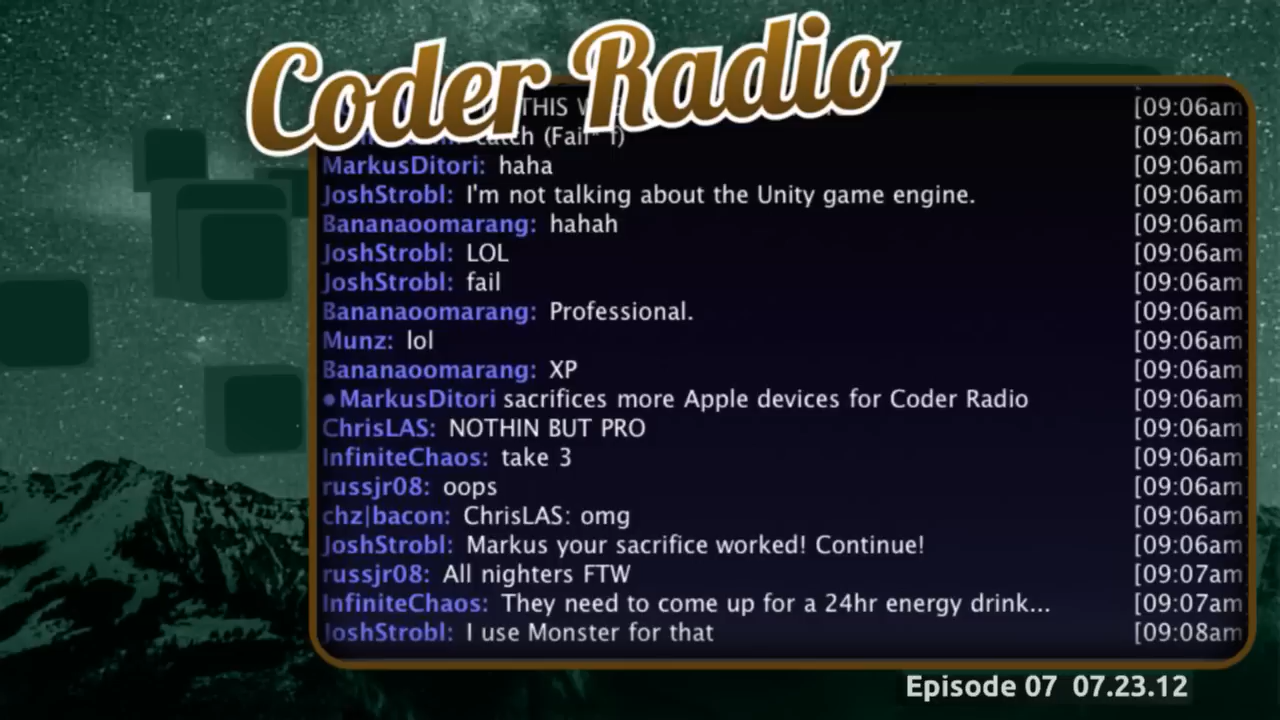 Coder Radio
THIS [09:06am
catch (Fail* f) [09:06am
MarkusDitori: haha [09:06am
JoshStrobl: I'm not talking about the Unity game engine. [09:06am
Bananaoomarang: hahah [09:06am
JoshStrobl: LOL [09:06am
JoshStrobl: fail [09:06am
Bananaoomarang: Professional. [09:06am
Munz: lol [09:06am
Bananaoomarang: XP [09:06am
•MarkusDitori sacrifices more Apple devices for Coder Radio [09:06am
ChrisLAS: NOTHIN BUT PRO [09:06am
InfiniteChaos: take 3 [09:06am
russjr08: oops [09:06am
chz|bacon: ChrisLAS: omg [09:06am
JoshStrobl: Markus your sacrifice worked! Continue! [09:06am
russjr08: All nighters FTW [09:07am
InfiniteChaos: They need to come up for a 24hr energy drink... [09:07am
JoshStrobl: I use Monster for that [09:08am
Episode 07 07.23.12